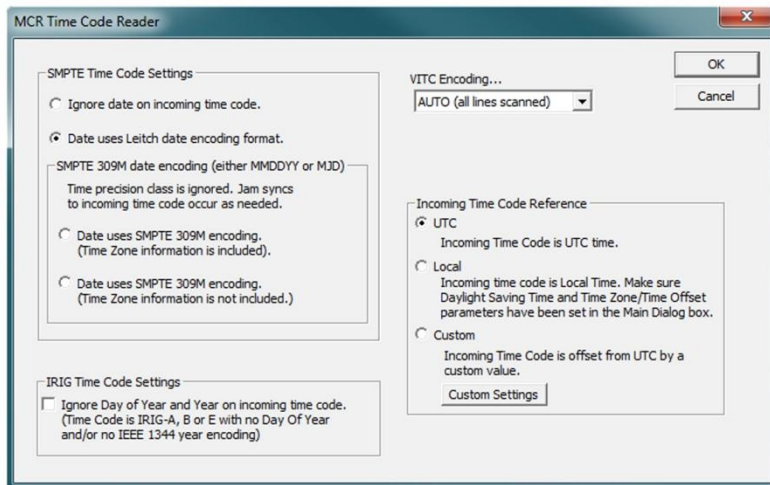 MCR Time Code Reader
SMPTE Time Code Settings
Ignore date on incoming time code.
Date uses Leitch date encoding format.
SMPTE 309M date encoding (either MMDDYY or MJD)
Time precision class is ignored. Jam syncs
to incoming time code occur as needed.
Date uses SMPTE 309M encoding.
(Time Zone information is included).
Date uses SMPTE 309M encoding.
(Time Zone information is not included.)
IRIG Time Code Settings
Ignore Day of Year and Year on incoming time code.
(Time Code is IRIG-A, B or E with no Day Of Year
and/or no IEEE 1344 year encoding)
VITC Encoding...
AUTO (all lines scanned)
OK
Cancel
Incoming Time Code Reference
UTC
Incoming Time Code is UTC time.
Local
Incoming time code is Local Time. Make sure
Daylight Saving Time and Time Zone/Time Offset
parameters have been set in the Main Dialog box.
Custom
Incoming Time Code is offset from UTC by a
custom value.
Custom Settings